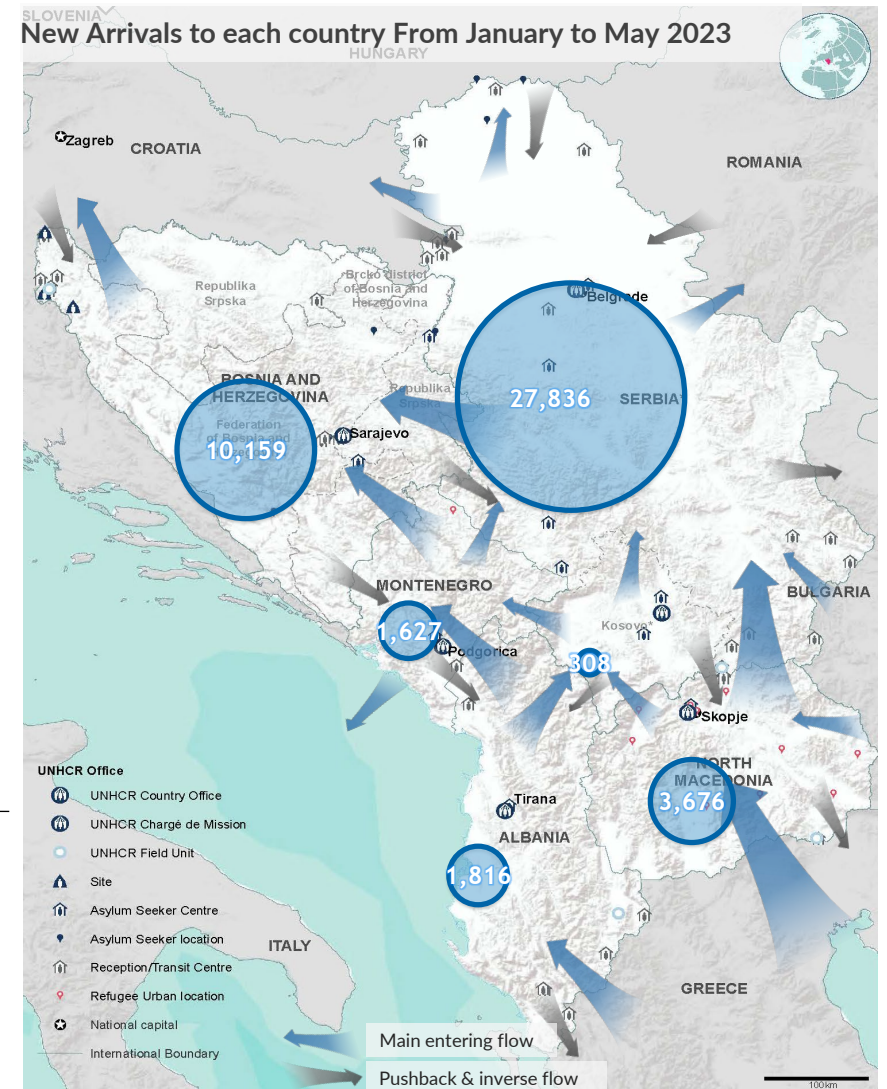 SLOVENIA
New Arrivals to each country From January to May 2023
HUNGARY
Zagreb
CROATIA
ROMANIA
Republika
Srpska
Brcko district
of Bosnia and
Herzegovina
Belgrade
BOSNIA AND
HERZEGOVINA
Republika
Srpska
27,836
SERBIA*
Federation
of Bosnia and
10,159
Sarajevo
MONTENEGRO
BULGARIA
1,627
Kosovo*
Podgorica
308
Skopje
NORTH
MACEDONIA
3,676
Tirana
ALBANIA
1,816
UNHCR Office
UNHCR Country Office
UNHCR Chargé de Mission
UNHCR Field Unit
Site
Asylum Seeker Centre
Asylum Seeker location
Reception/Transit Centre
Refugee Urban location
National capital
International Boundary
ITALY
GREECE
Main entering flow
Pushback & inverse flow
100km